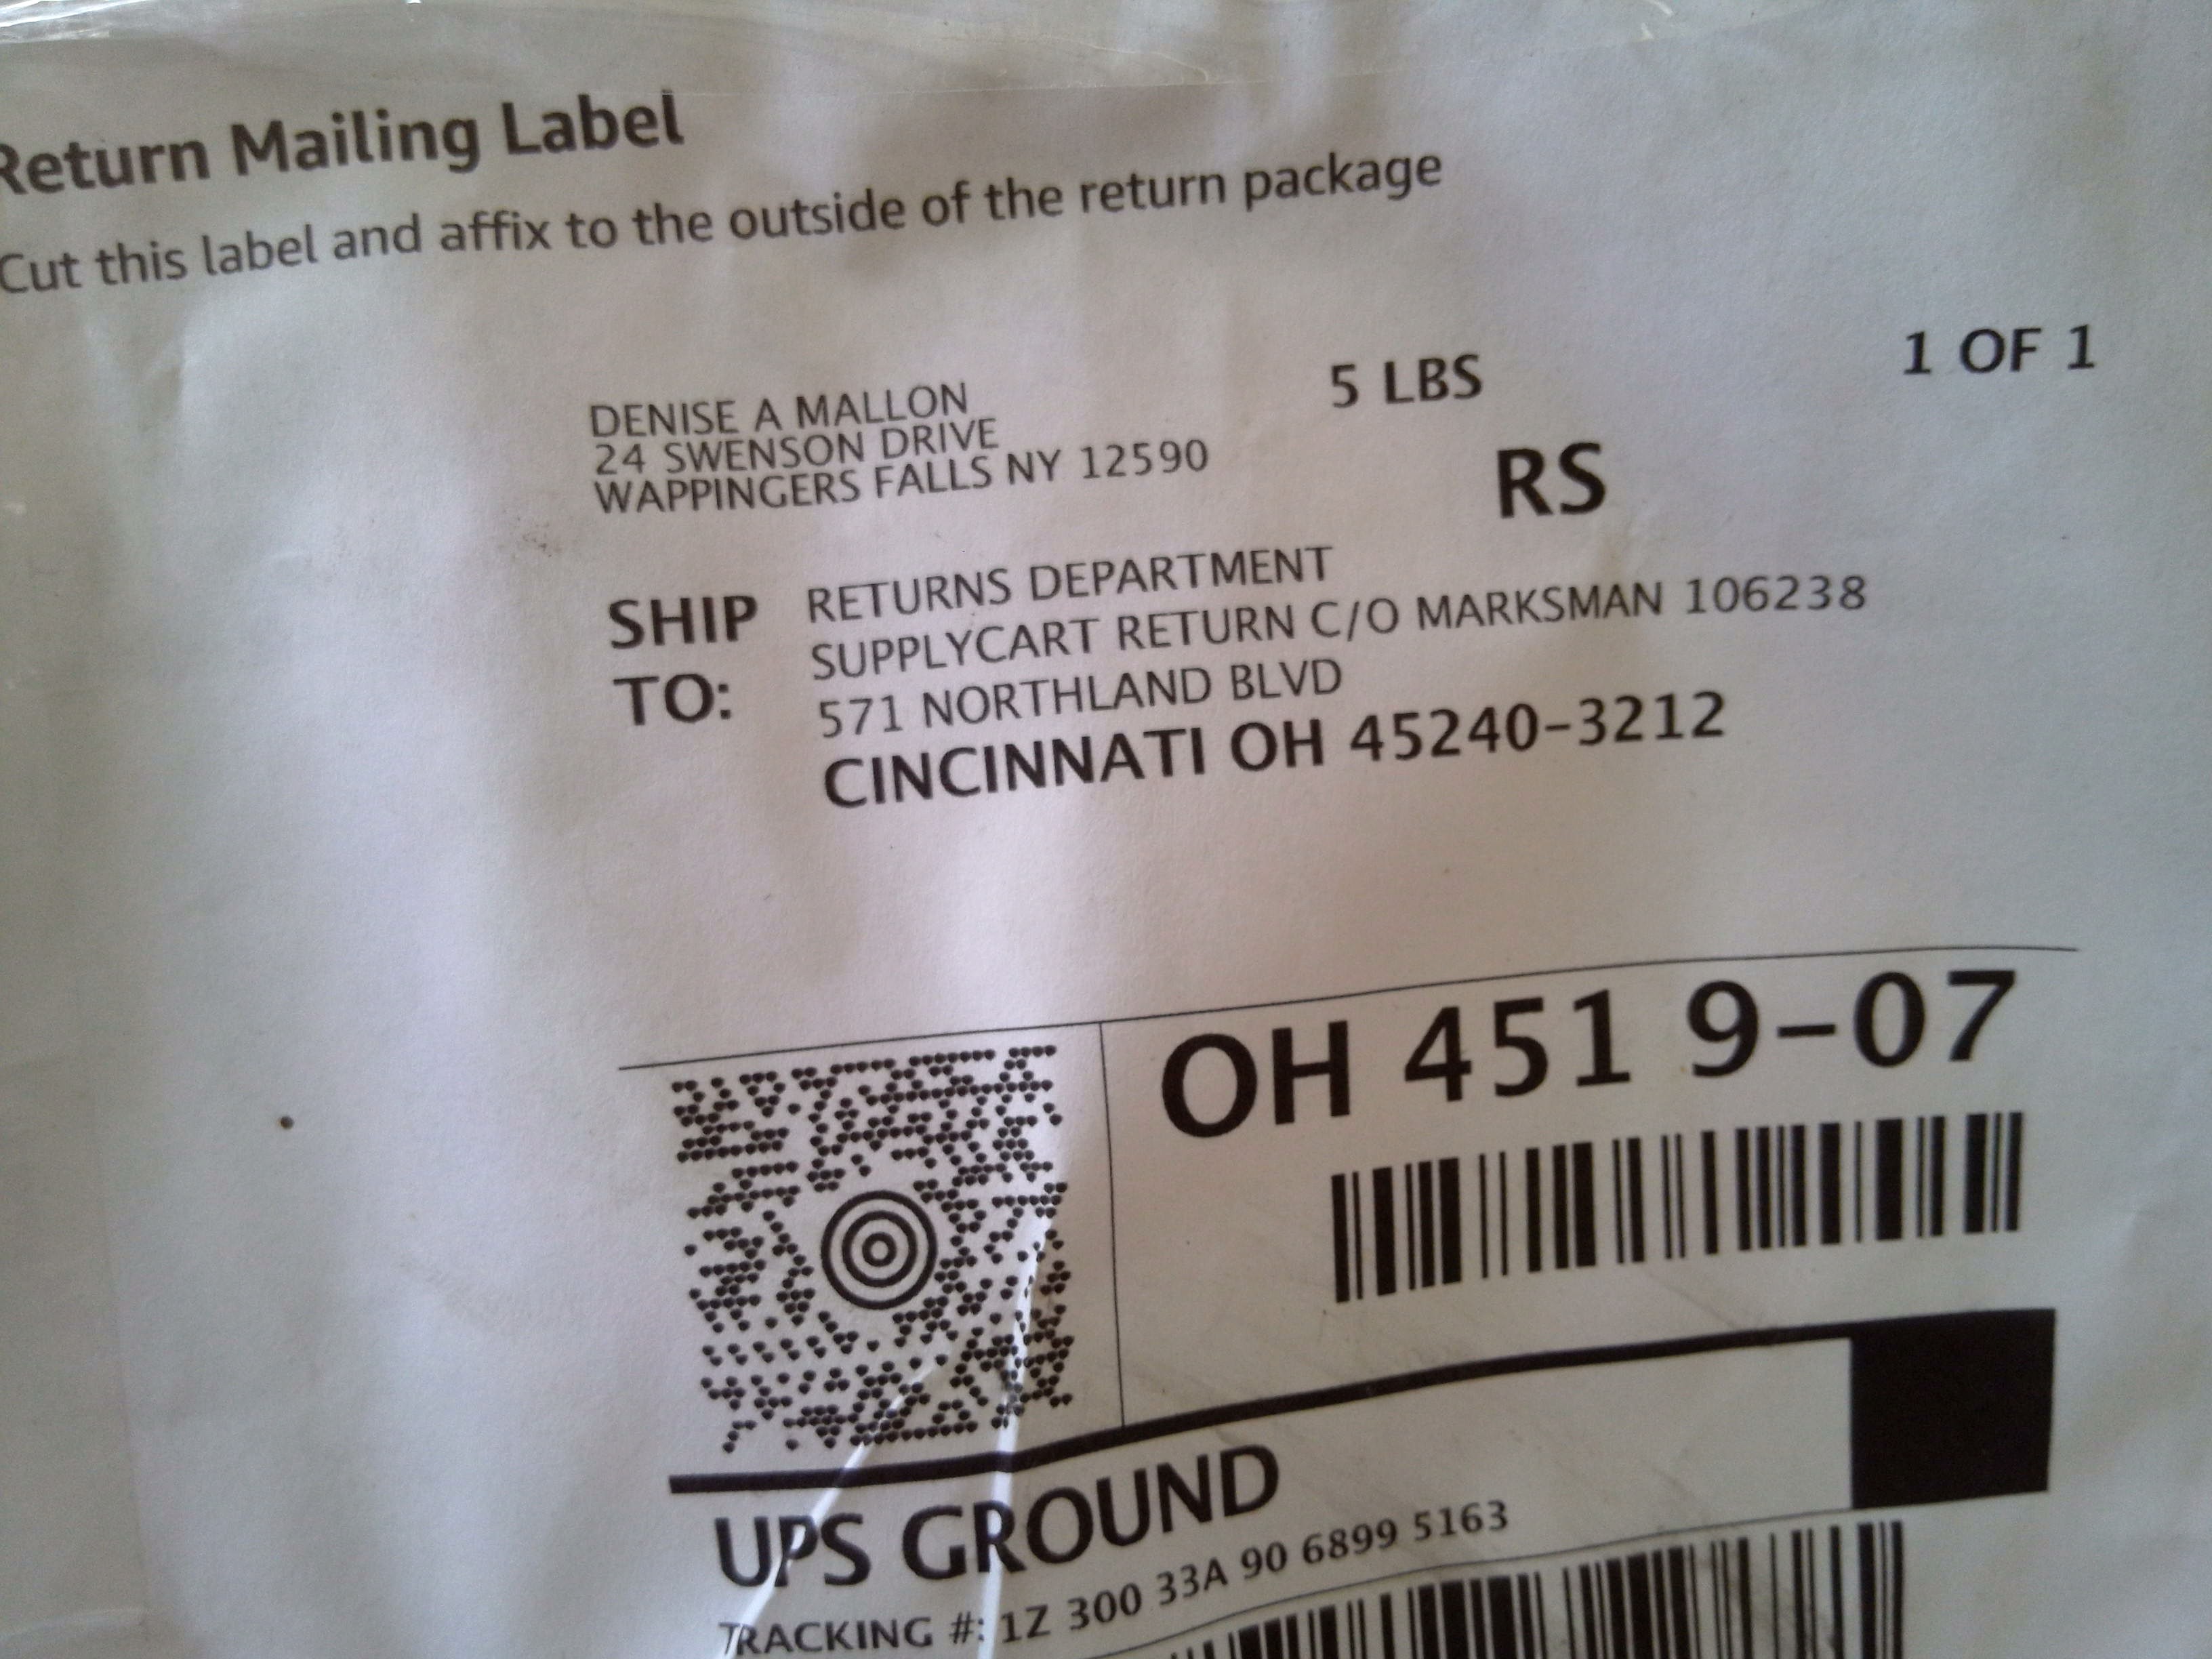 Return Mailing Label
Cut this label and affix to the outside of the return package
DENISE A MALLON
24 SWENSON DRIVE
WAPPINGERS FALLS NY 12590
5 LBS
1 OF 1
RS
SHIP TO:
RETURNS DEPARTMENT
SUPPLYCART RETURN C/O MARKSMAN 106238
571 NORTHLAND BLVD
CINCINNATI OH 45240-3212
OH 451 9-07
UPS GROUND
TRACKING #: 1Z 300 33A 90 6899 5163